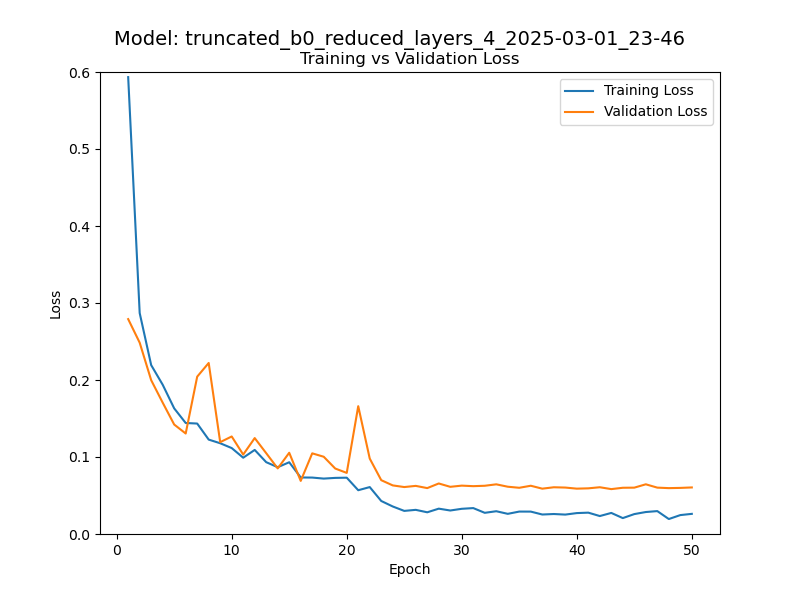 Model: truncated_b0_reduced_layers_4_2025-03-01_23-46
Training vs Validation Loss
Training Loss
Validation Loss
0.6
0.5
0.4
0.3
0.2
0.1
0.0
Loss
0
10
20
30
40
50
Epoch